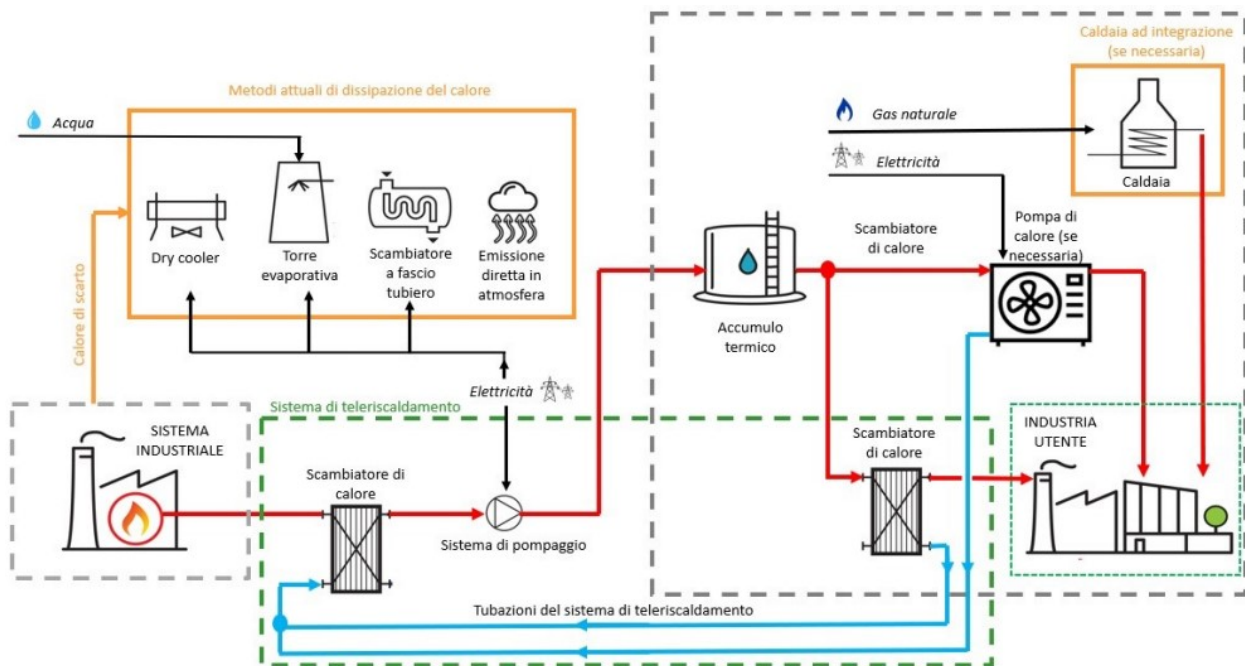 Caldaia ad integrazione
(se necessaria)
Metodi attuali di dissipazione del calore
Acqua
Gas naturale
Elettricità
Caldaia
Dry cooler
Torre
evaporativa
Scambiatore
a fascio
tubiero
Emissione
diretta in
atmosfera
Scambiatore
di calore
Pompa di
calore (se
necessaria)
Calore di scarto
Accumulo
termico
Elettricità
Sistema di teleriscaldamento
SISTEMA
INDUSTRIALE
Scambiatore di
calore
Sistema di pompaggio
Scambiatore
di calore
INDUSTRIA
UTENTE
Tubazioni del sistema di teleriscaldamento